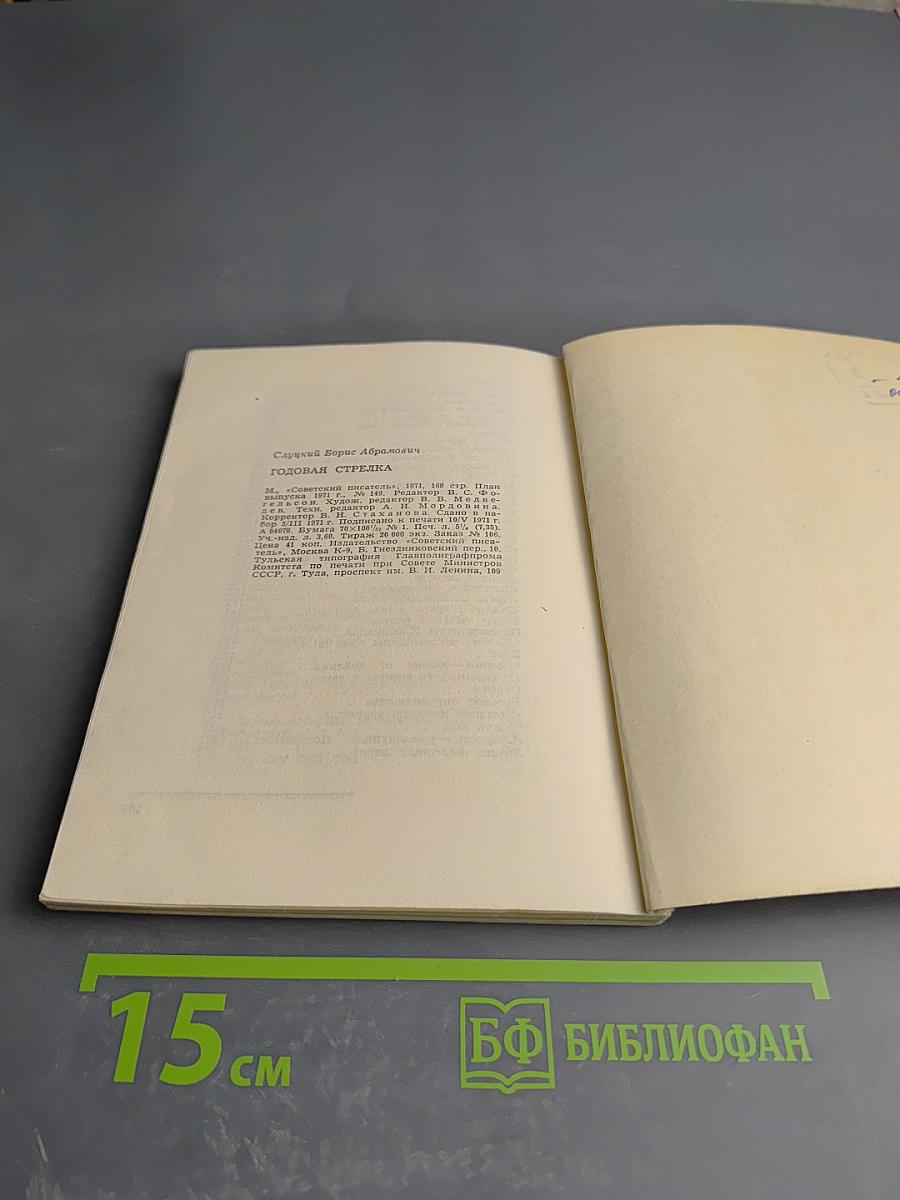 Слуцкий Борис Абрамович
ГОДОВАЯ СТРЕЛКА
М., «Советский писатель», 1971, 168 стр. План
выпуска 1971 г., № 149. Редактор В. С. Фо-
гельсон. Худож. редактор В. В. Медве-
дев. Техн. редактор А. И. Мордовина.
Корректор В. Н. Стаханова. Сдано в на-
бор 3/III 1971 г. Подписано к печати 10/V 1971 г.
А 04078. Бумага 70×108¹/₃₂ № 1. Печ. л. 5¹/₄ (7,35).
Уч.-изд. л. 3,60. Тираж 20 000 экз. Заказ № 106.
Цена 41 коп. Издательство «Советский писа-
тель», Москва К-9, Б. Гнездниковский пер., 10.
Тульская типография Главполиграфпрома
Комитета по печати при Совете Министров
СССР, г. Тула, проспект им. В. И. Ленина, 109
15 см
БФ БИБЛИОФАН